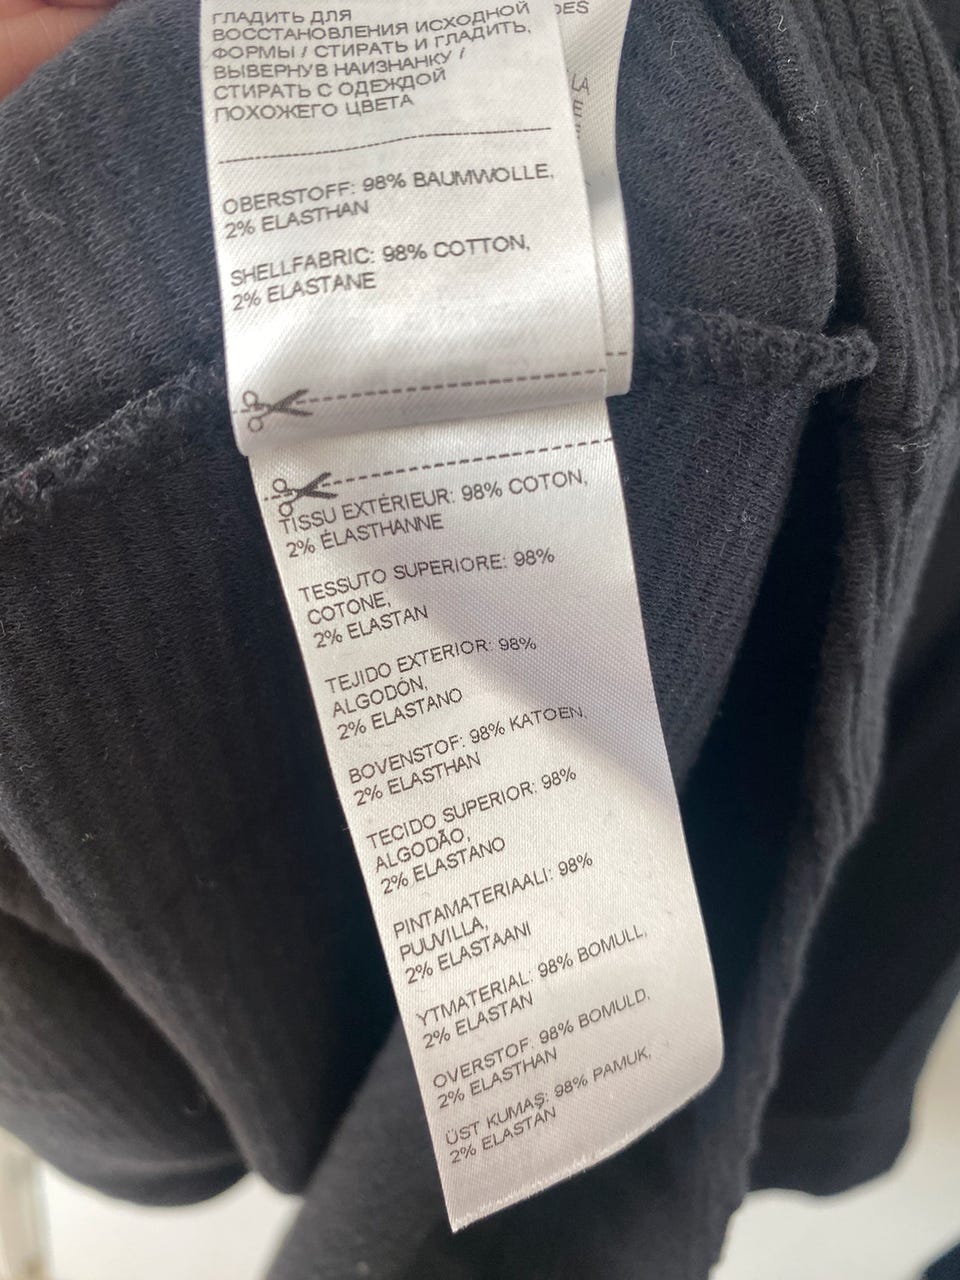 ГЛАДИТЬ ДЛЯ
ВОССТАНОВЛЕНИЯ ИСХОДНОЙ
ФОРМЫ / СТИРАТЬ И ГЛАДИТЬ,
ВЫВЕРНУВ НАИЗНАНКУ /
СТИРАТЬ С ОДЕЖДОЙ
ПОХОЖЕГО ЦВЕТА
OBERSTOFF: 98% BAUMWOLLE,
2% ELASTHAN
SHELLFABRIC: 98% COTTON,
2% ELASTANE
TISSU EXTÉRIEUR: 98% COTON,
2% ÉLASTHANNE
TESSUTO SUPERIORE: 98%
COTONE,
2% ELASTAN
TEJIDO EXTERIOR: 98%
ALGODÓN,
2% ELASTANO
BOVENSTOF: 98% KATOEN,
2% ELASTHAN
TECIDO SUPERIOR: 98%
ALGODÃO,
2% ELASTANO
PINTAMATERIAALI: 98%
PUUVILLA,
2% ELASTAANI
YTMATERIAL: 98% BOMULL,
2% ELASTAN
OVERSTOF: 98% BOMULD,
2% ELASTHAN
ÜST KUMAŞ: 98% PAMUK,
2% ELASTAN